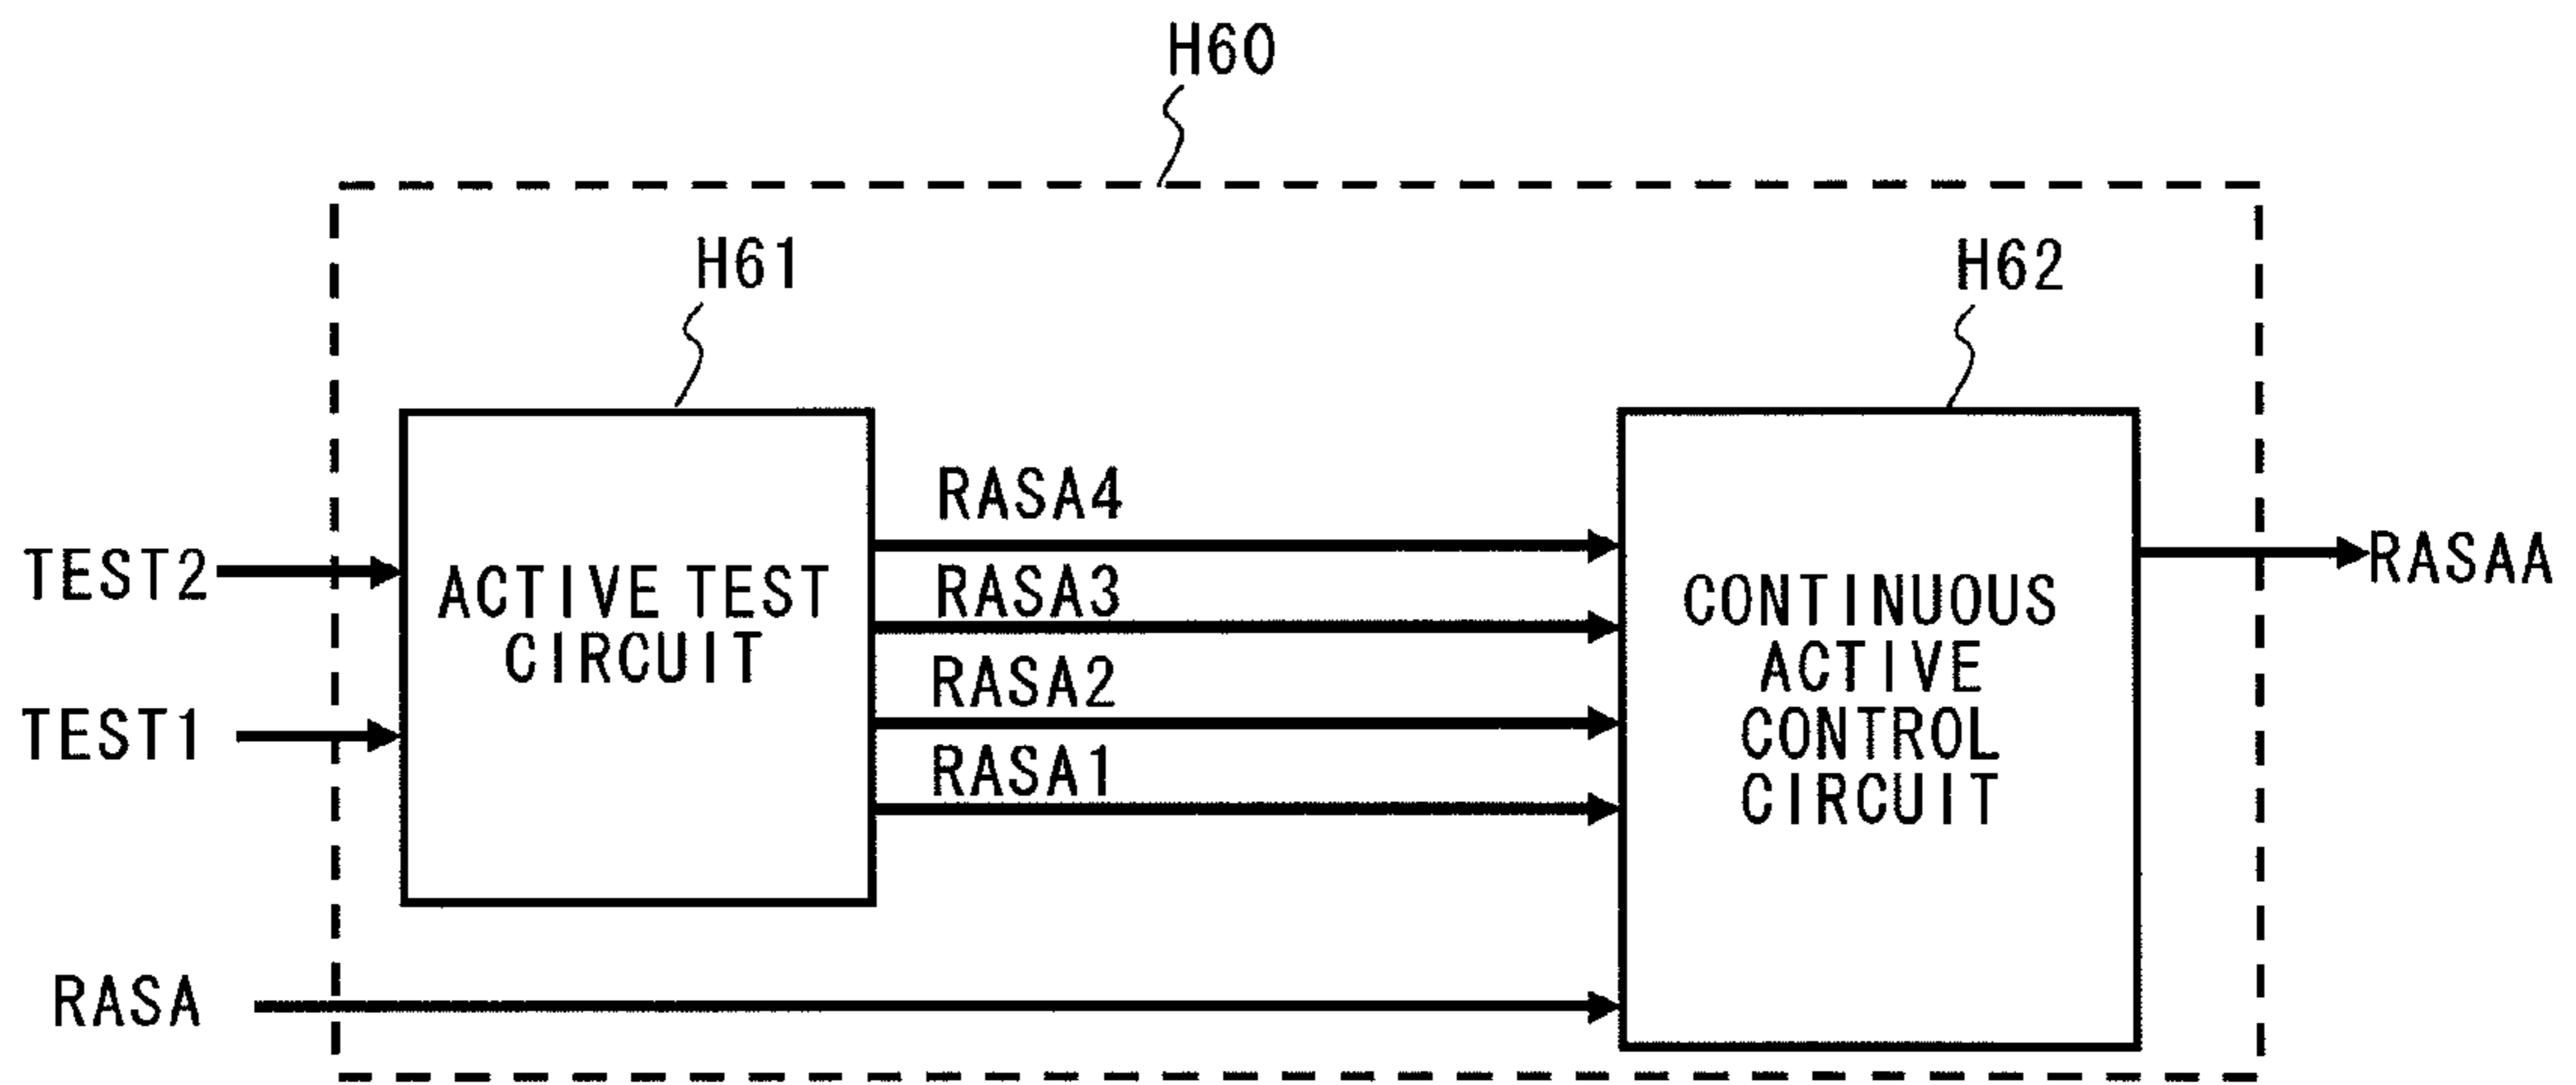 H60
H61
H62
RASA4
TEST2
ACTIVE TEST
CIRCUIT
RASA3
CONTINUOUS
ACTIVE
CONTROL
CIRCUIT
RASAA
RASA2
TEST1
RASA1
RASA